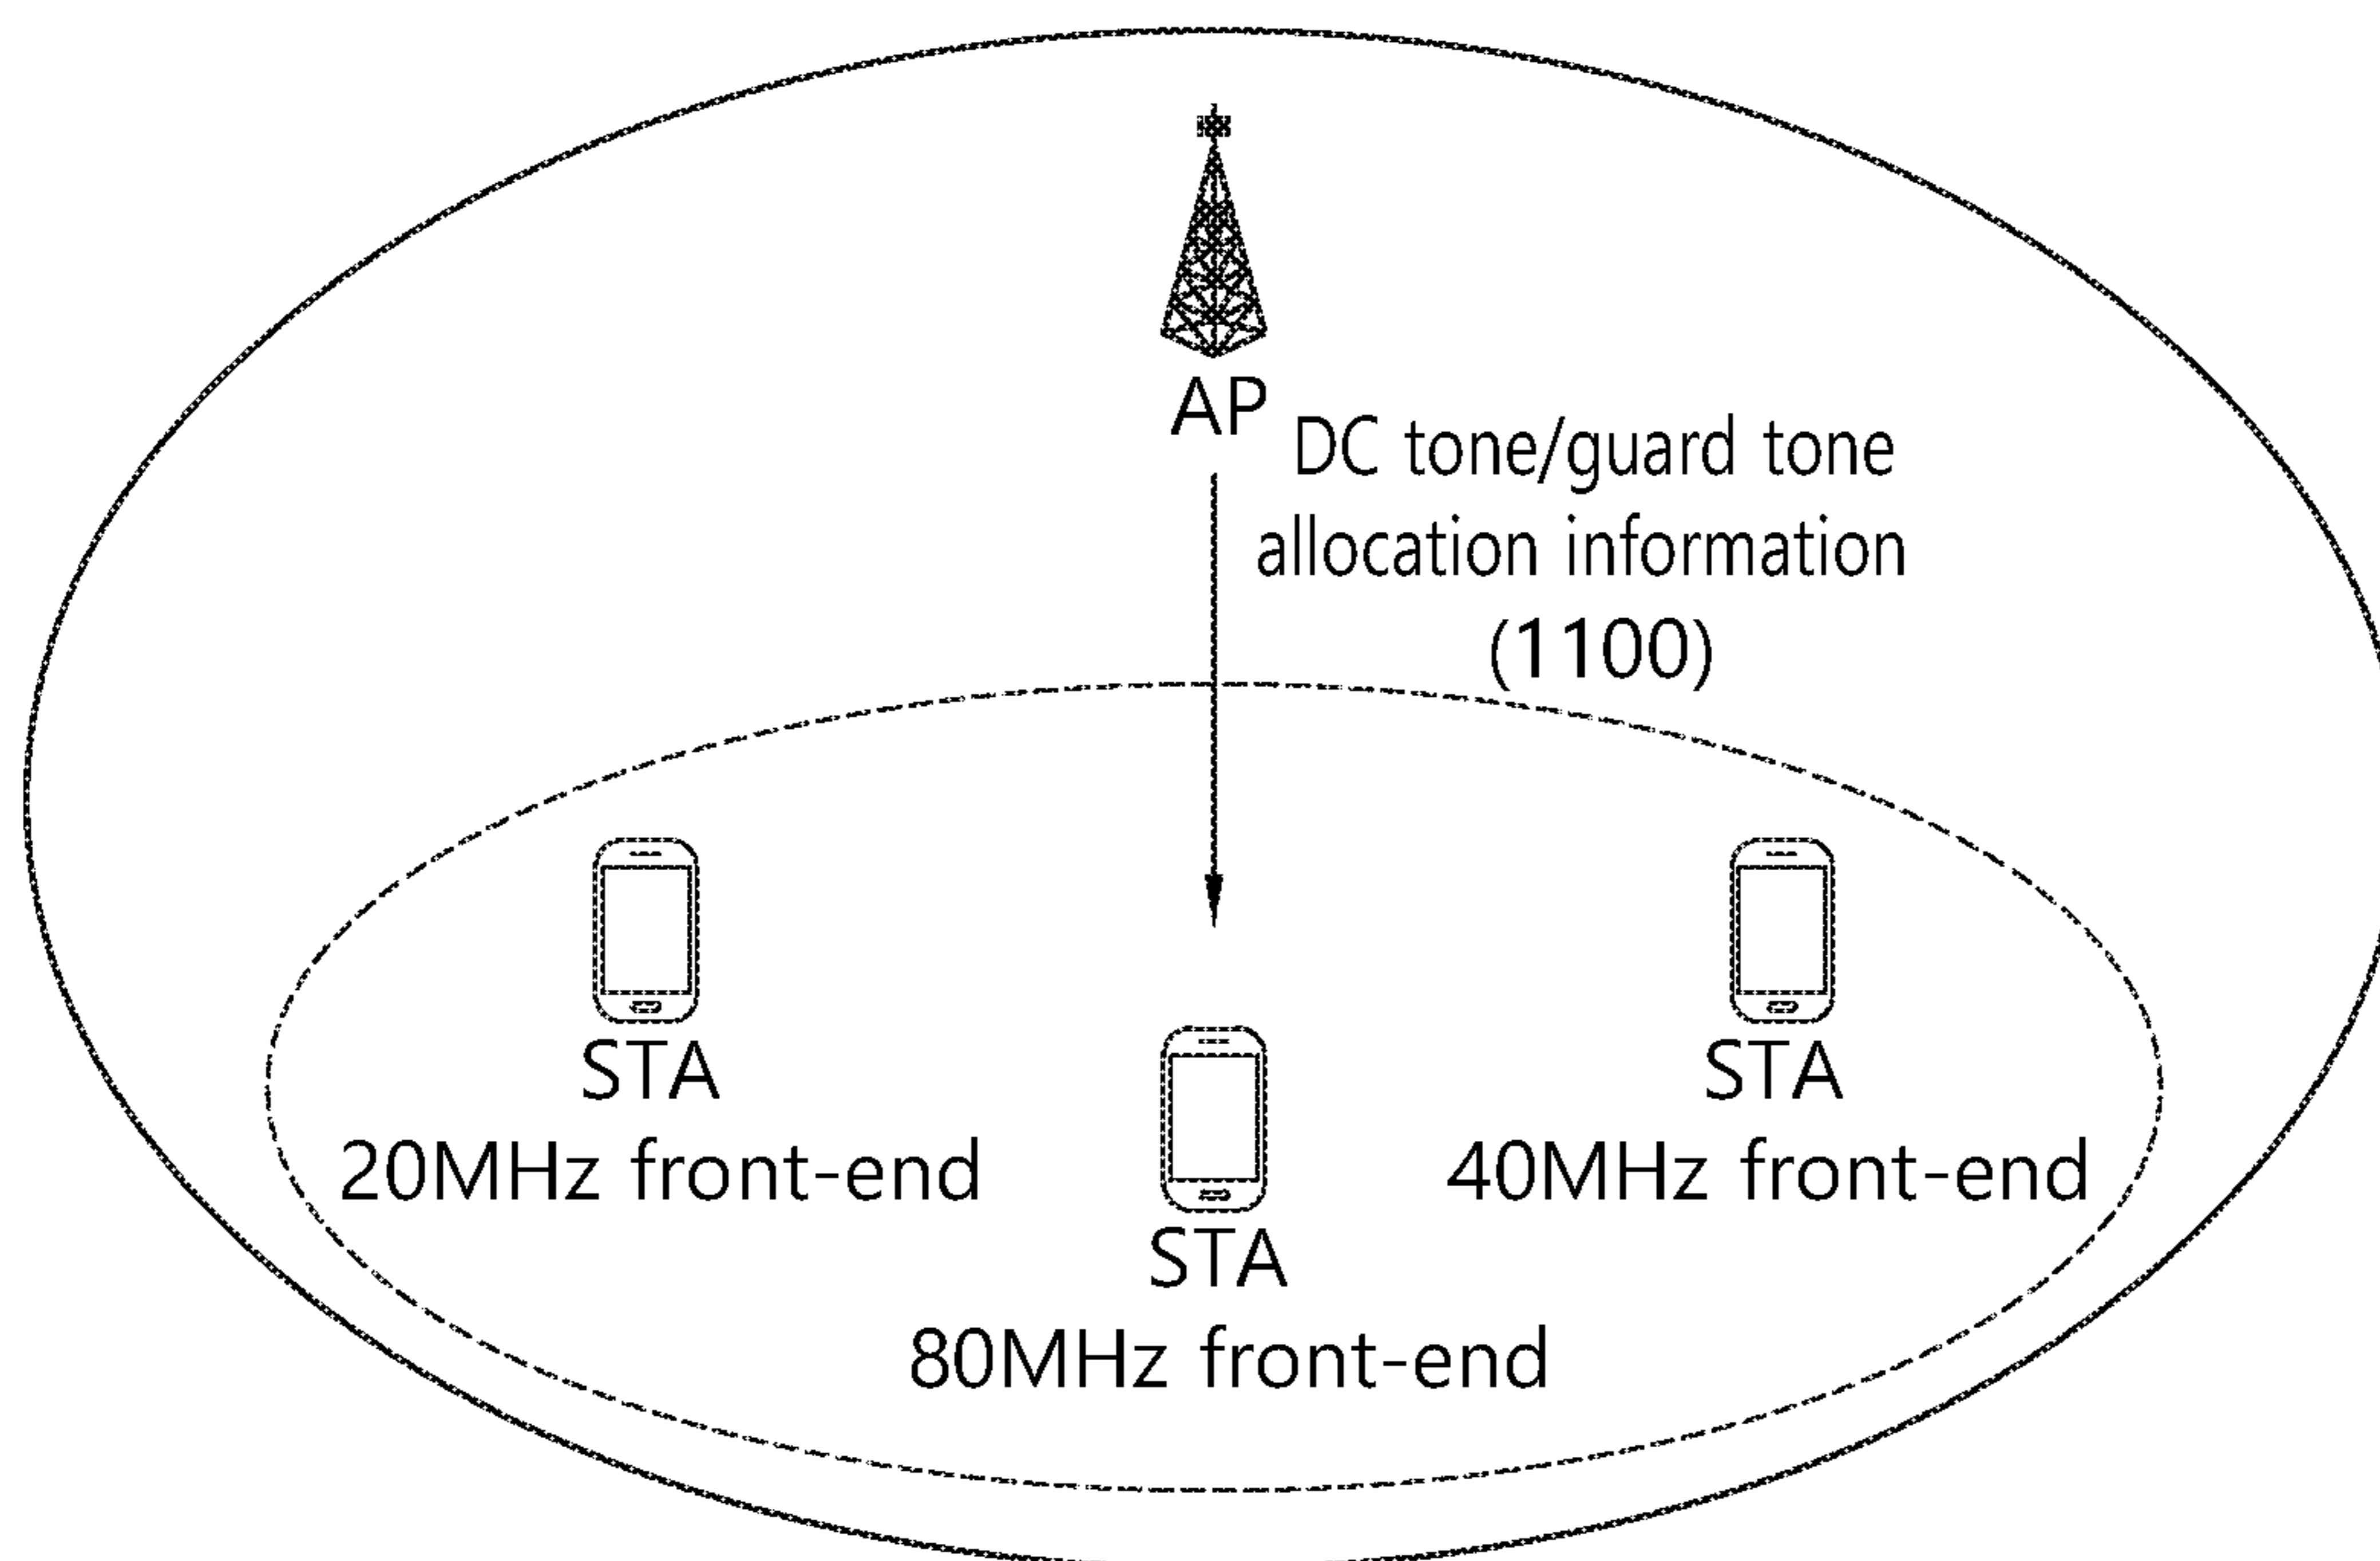 AP
DC tone/guard tone
allocation information
(1100)
STA
20MHz front-end
STA
40MHz front-end
STA
80MHz front-end